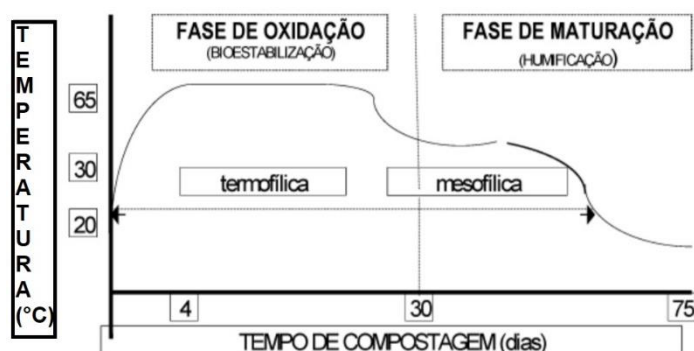 TEMPERATURA (°C)
FASE DE OXIDAÇÃO
(BIOESTABILIZAÇÃO)
FASE DE MATURAÇÃO
(HUMIFICAÇÃO)
65
30
20
termofílica
mesofílica
4
30
75
TEMPO DE COMPOSTAGEM (dias)